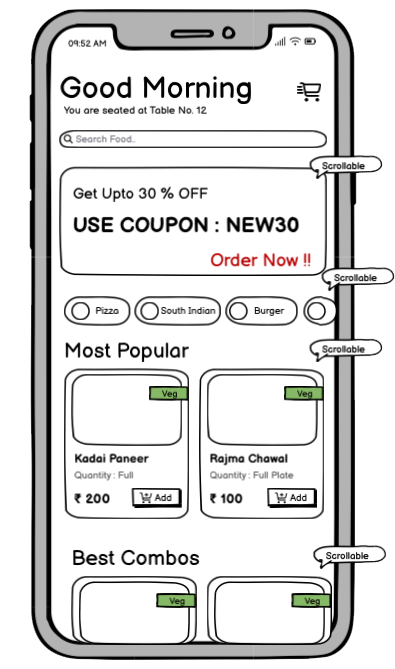 09:52 AM
Good Morning
You are seated at Table No. 12
Search Food..
Scrollable
Get Upto 30 % OFF
USE COUPON : NEW30
Order Now !!
Scrollable
Pizza
South Indian
Burger
Most Popular
Scrollable
Veg
Veg
Kadai Paneer
Rajma Chawal
Quantity : Full
Quantity : Full Plate
₹ 200
Add
₹ 100
Add
Best Combos
Scrollable
Veg
Veg